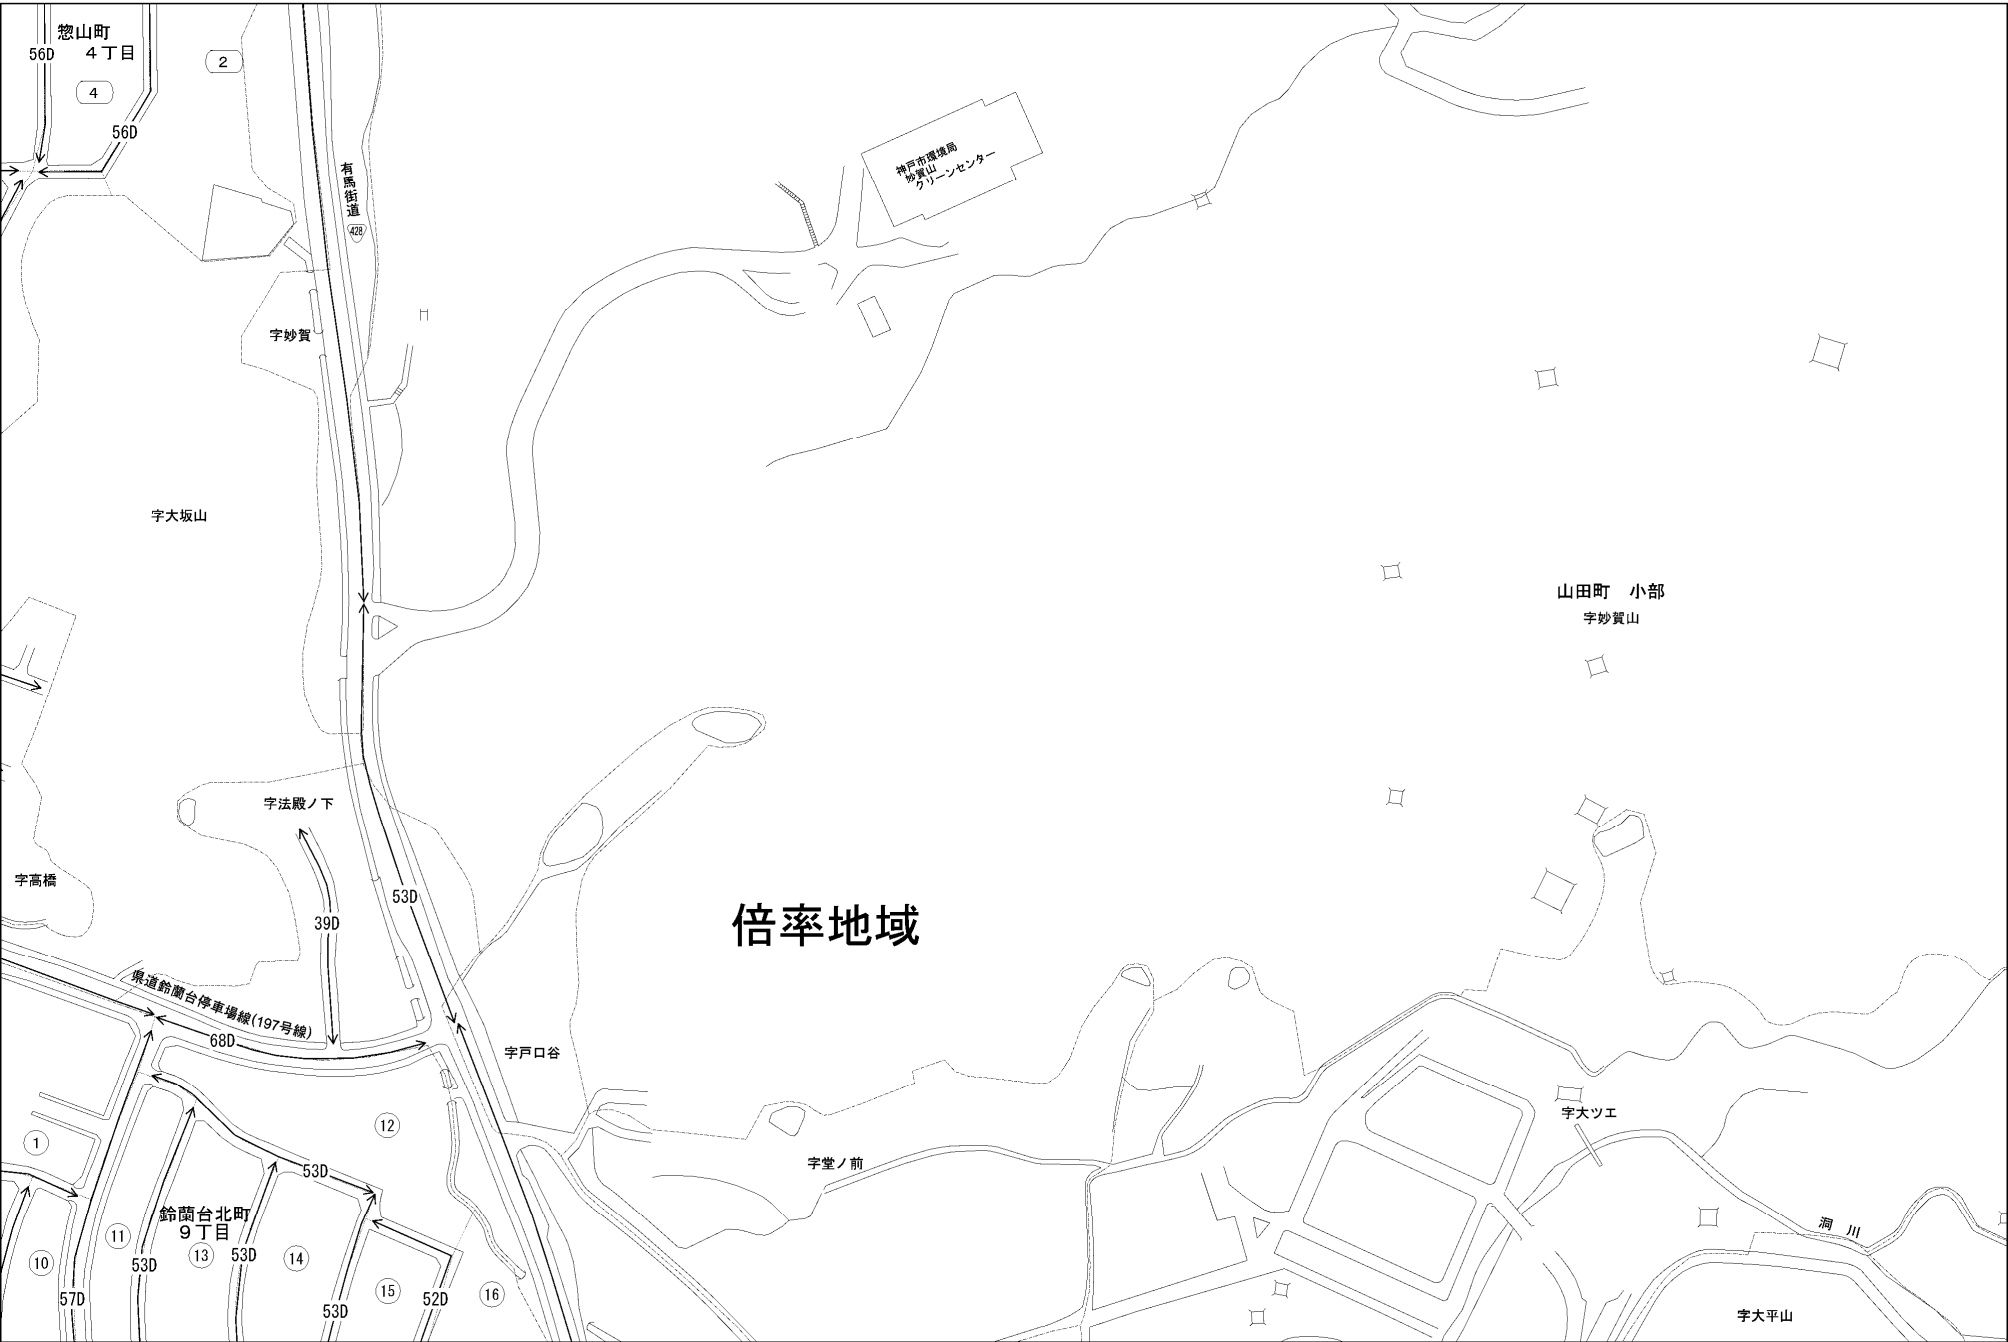 惣山町
４丁目
56D
2
4
56D
神戸市環境局
妙賀山
クリーンセンター
有馬街道
428
字妙賀
字大坂山
山田町　小部
字妙賀山
字法殿ノ下
字高橋
53D
39D
倍率地域
県道鈴蘭台停車場線(197号線)
68D
字戸口谷
字大ツエ
12
1
字堂ノ前
53D
鈴蘭台北町
９丁目
洞川
11
13
53D
14
53D
10
15
16
57D
53D
52D
字大平山